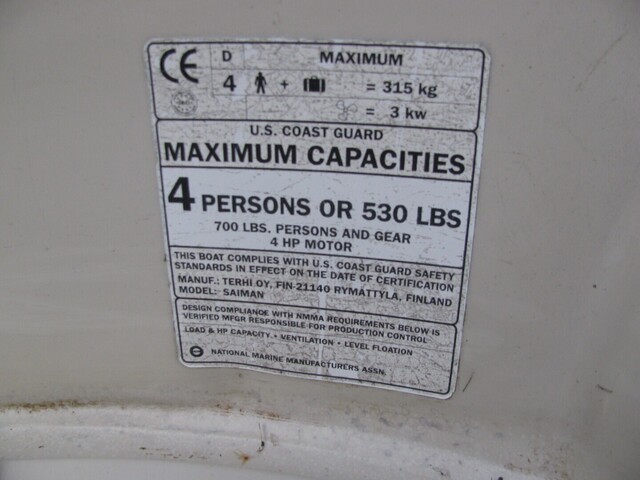 CE D MAXIMUM
4 + = 315 kg
= 3 kw
U.S. COAST GUARD
MAXIMUM CAPACITIES
4 PERSONS OR 530 LBS
700 LBS. PERSONS AND GEAR
4 HP MOTOR
THIS BOAT COMPLIES WITH U.S. COAST GUARD SAFETY
STANDARDS IN EFFECT ON THE DATE OF CERTIFICATION
MANUF.: TERHI OY, FIN-21140 RYMÄTTYLÄ, FINLAND
MODEL: SAIMAN
DESIGN COMPLIANCE WITH NMMA REQUIREMENTS BELOW IS
VERIFIED MFGR RESPONSIBLE FOR PRODUCTION CONTROL
LOAD & HP CAPACITY • VENTILATION • LEVEL FLOATION
NATIONAL MARINE MANUFACTURERS ASSN.